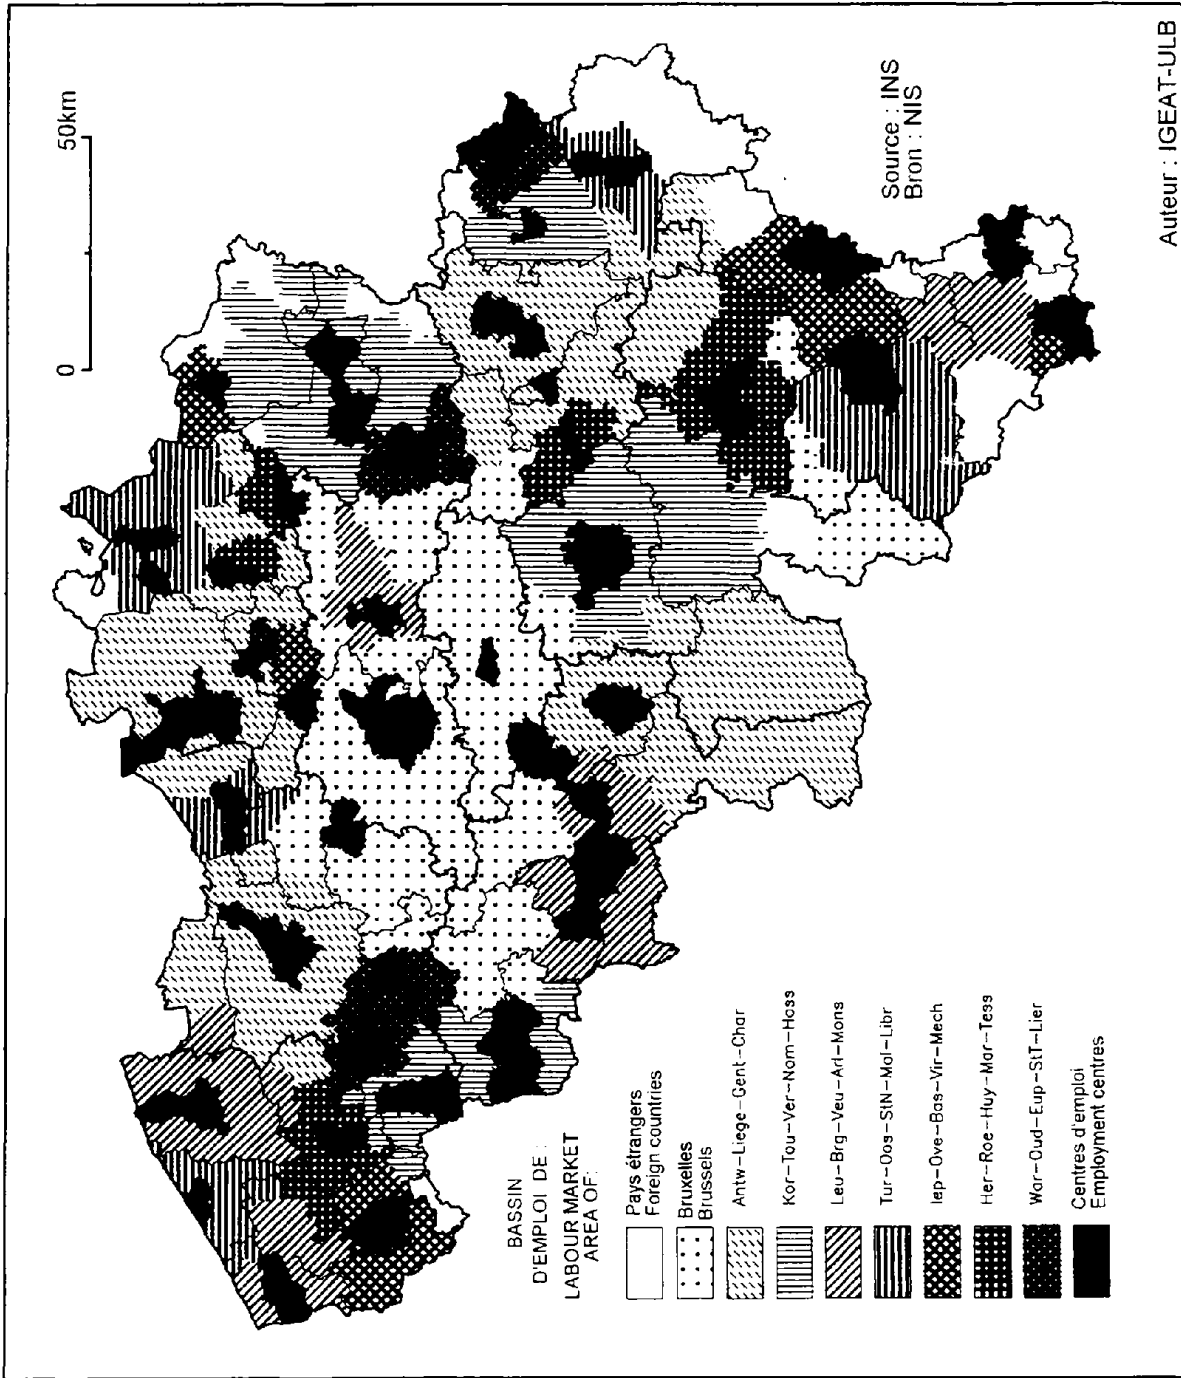 0 50km
Source : INS
Bron : NIS
Auteur : IGEAT-ULB
BASSIN
D'EMPLOI DE :
LABOUR MARKET
AREA OF:
Pays étrangers
Foreign countries
Bruxelles
Brussels
Antw-Liege-Gent-Char
Kor-Tou-Ver-Nam-Hass
Leu-Brg-Veu-Arl-Mons
Tur-Oos-StN-Mal-Libr
Iep-Ove-Bas-Vir-Mech
Her-Roe-Huy-Mar-Tess
War-Oud-Eup-StT-Lier
Centres d'emploi
Employment centres